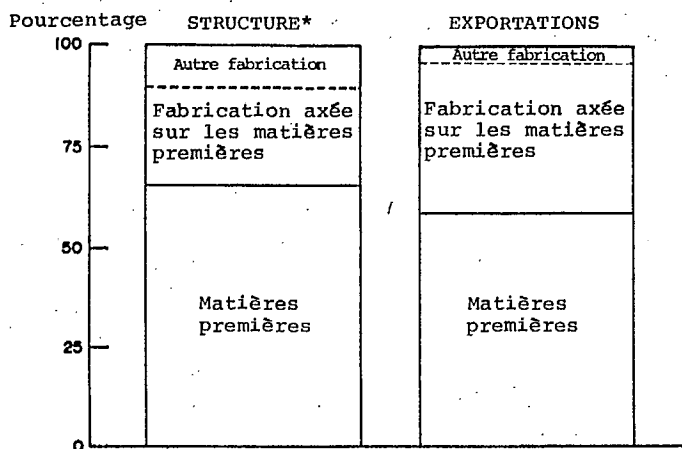 Pourcentage STRUCTURE* EXPORTATIONS
100
Autre fabrication
Autre fabrication
Fabrication axée
sur les matières
premières
Fabrication axée
sur les matières
premières
75
50
Matières
premières
Matières
premières
25
0